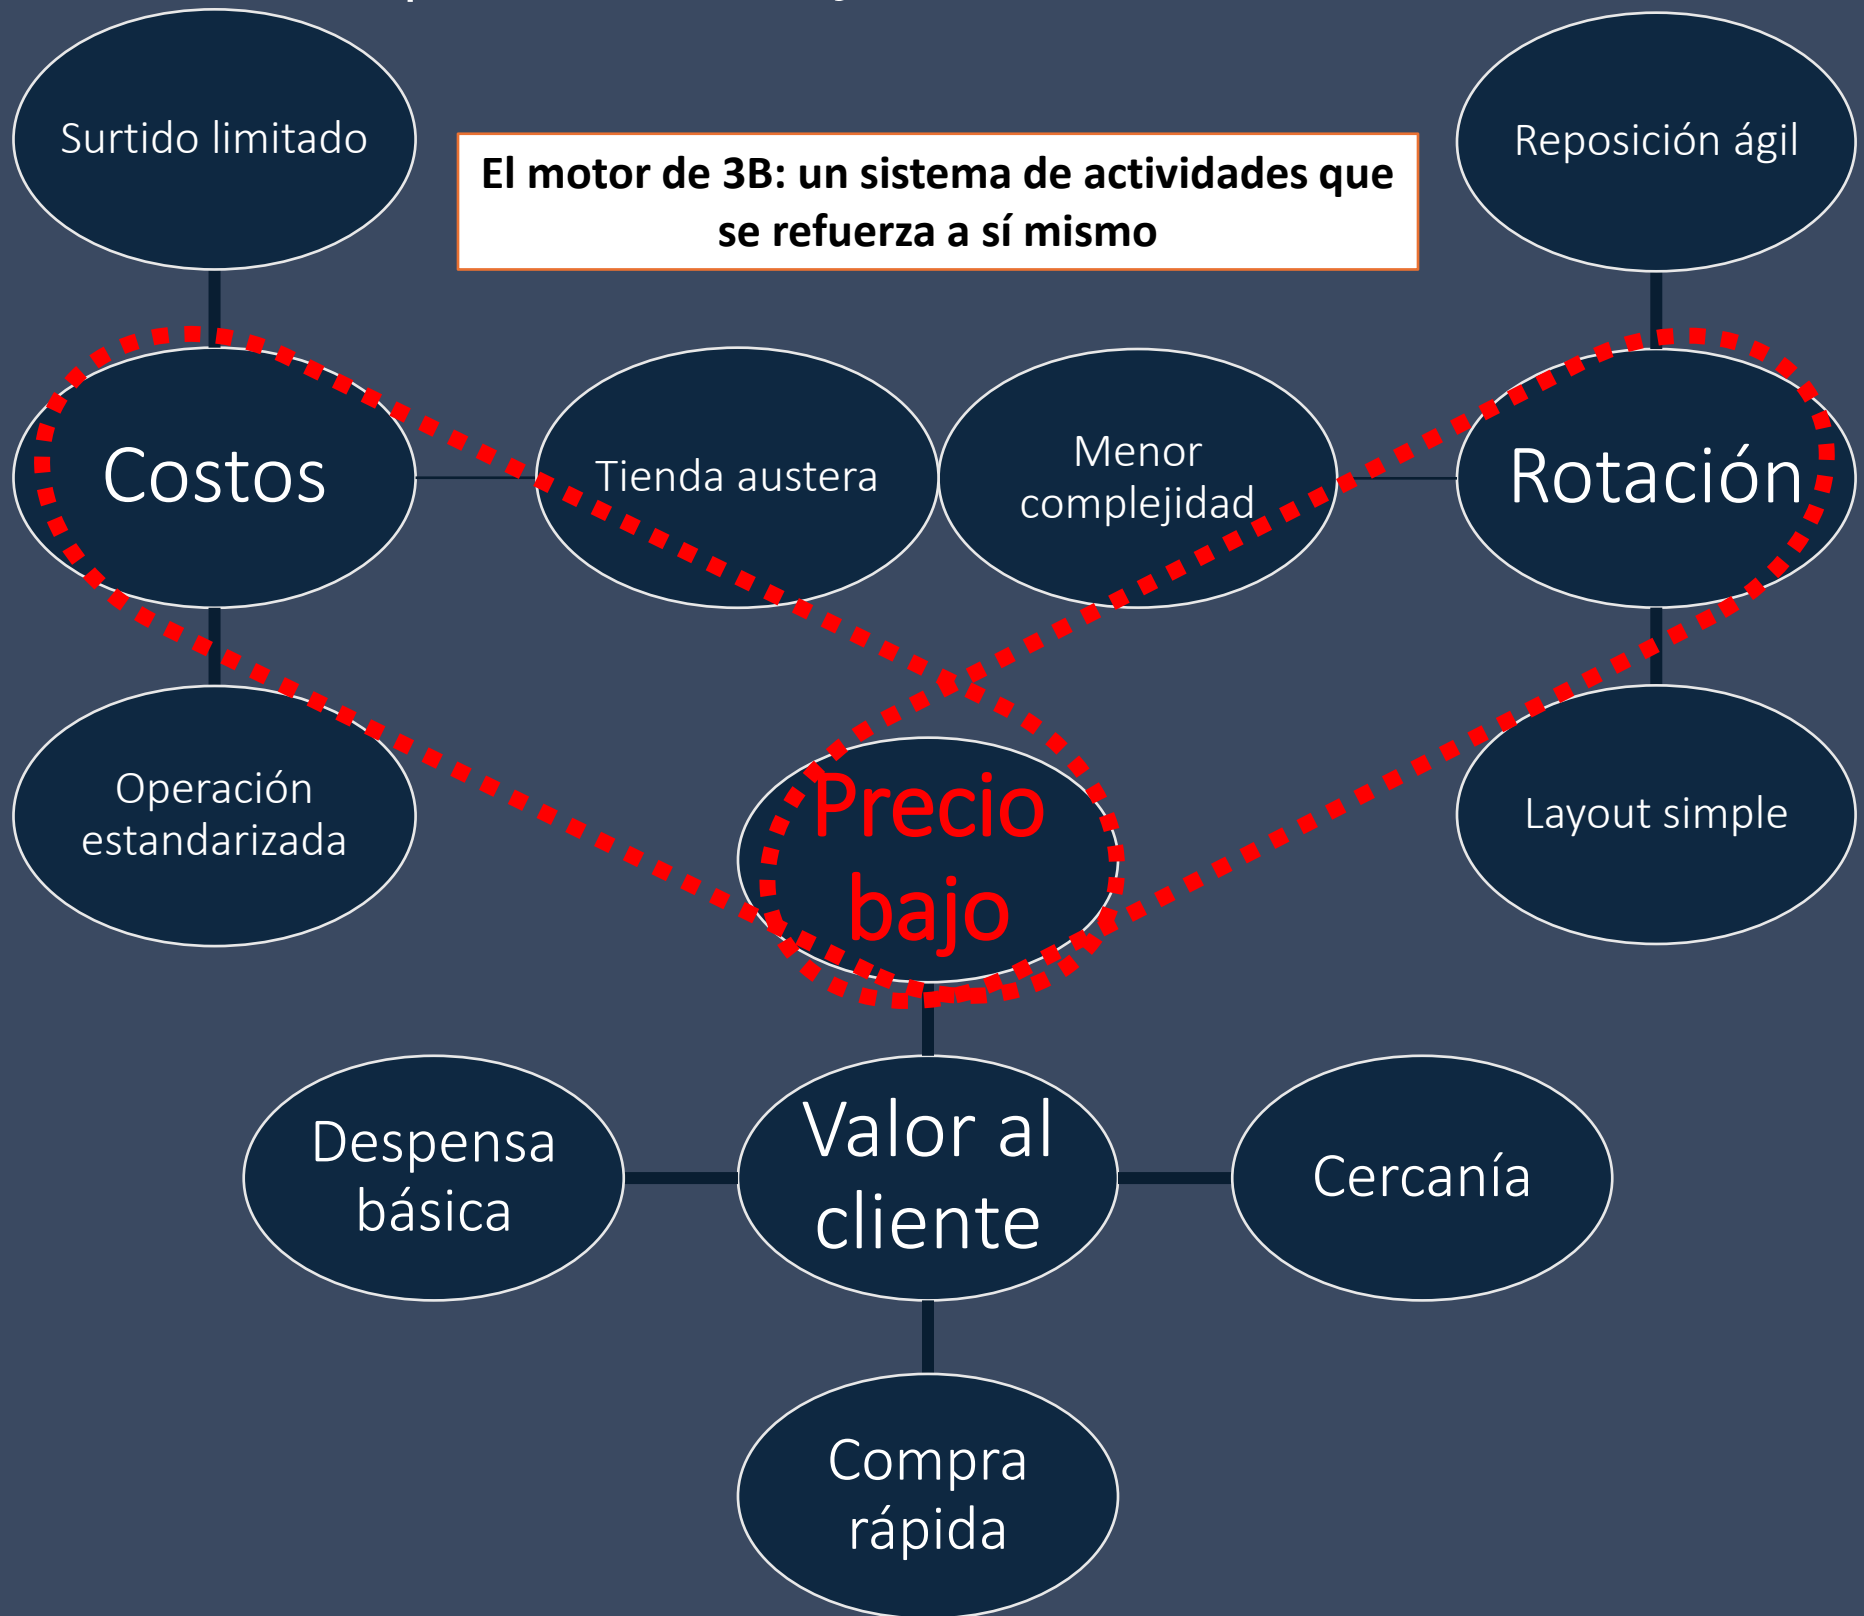 Surtido limitado
Reposición ágil
El motor de 3B: un sistema de actividades que
se refuerza a sí mismo
Costos
Tienda austera
Menor
complejidad
Rotación
Operación
estandarizada
Precio
bajo
Layout simple
Despensa
básica
Valor al
cliente
Cercanía
Compra
rápida